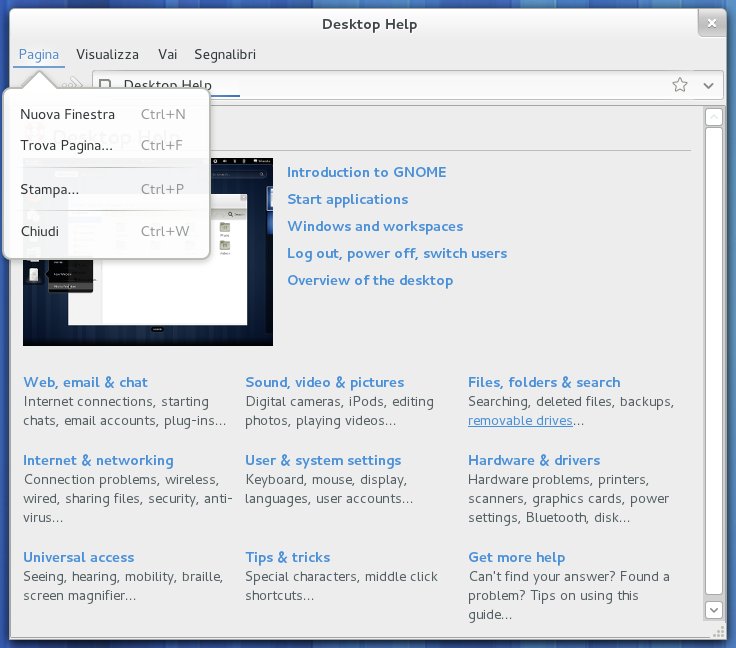 Desktop Help
Pagina Visualizza Vai Segnalibri
Desktop Help
Nuova Finestra Ctrl+N
Trova Pagina... Ctrl+F
Stampa... Ctrl+P
Chiudi Ctrl+W
Desktop Help
Introduction to GNOME
Start applications
Windows and workspaces
Log out, power off, switch users
Overview of the desktop
Web, email & chat
Internet connections, starting
chats, email accounts, plug-ins...
Sound, video & pictures
Digital cameras, iPods, editing
photos, playing videos...
Files, folders & search
Searching, deleted files, backups,
removable drives...
Internet & networking
Connection problems, wireless,
wired, sharing files, security, anti-
virus...
User & system settings
Keyboard, mouse, display,
languages, user accounts...
Hardware & drivers
Hardware problems, printers,
scanners, graphics cards, power
settings, Bluetooth, disk...
Universal access
Seeing, hearing, mobility, braille,
screen magnifier...
Tips & tricks
Special characters, middle click
shortcuts...
Get more help
Can't find your answer? Found a
problem? Tips on using this
guide...